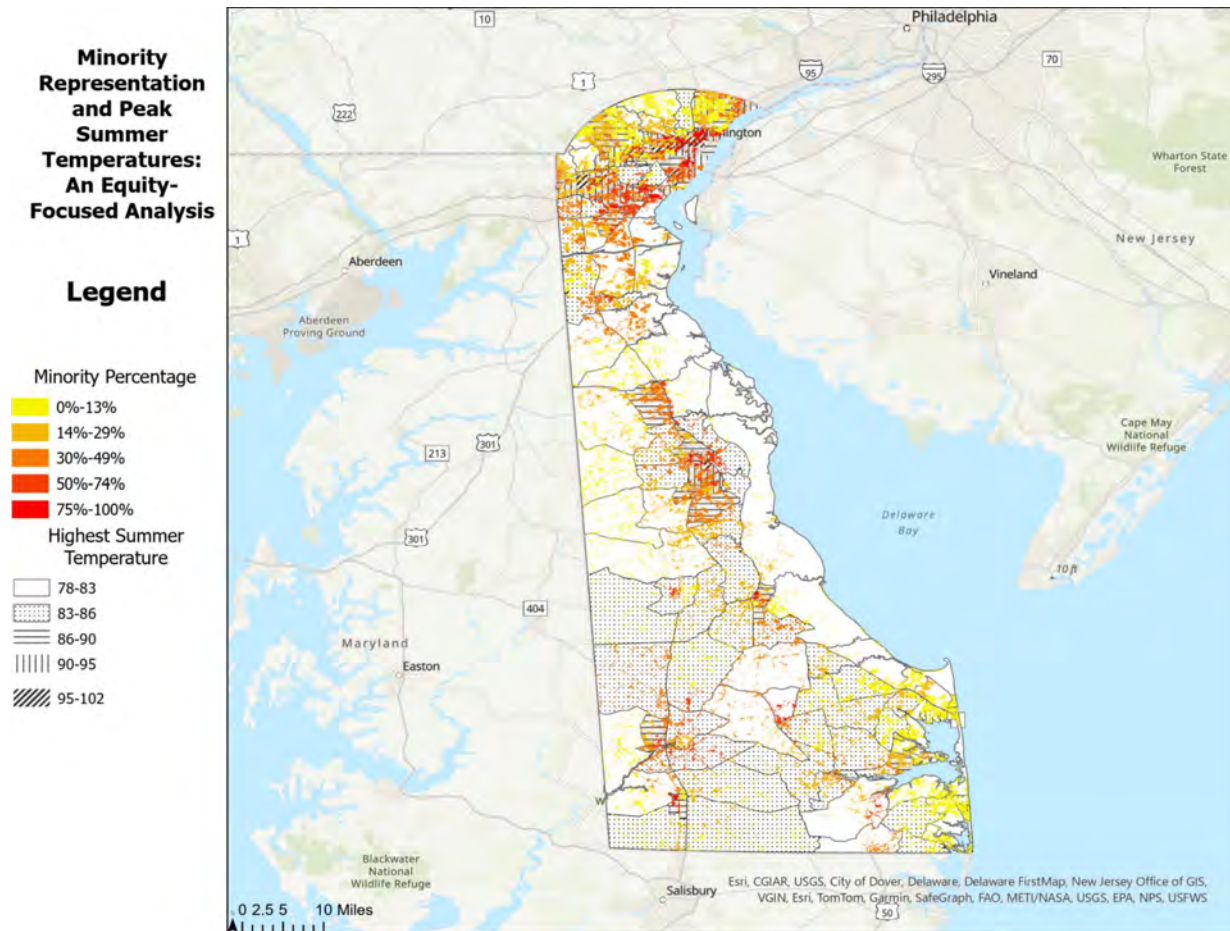 Minority
Representation
and Peak
Summer
Temperatures:
An Equity-
Focused Analysis
Legend
Minority Percentage
0%-13%
14%-29%
30%-49%
50%-74%
75%-100%
Highest Summer
Temperature
78-83
83-86
86-90
90-95
95-102
Philadelphia
10
1
95
295
70
222
Wharton State
Forest
1
Aberdeen
New Jersey
Vineland
Aberdeen
Proving Ground
Cape May
National
Wildlife Refuge
301
213
Delaware
Bay
301
10 ft
404
Maryland
Easton
W
Blackwater
National
Wildlife Refuge
Salisbury
50
Esri, CGIAR, USGS, City of Dover, Delaware, Delaware FirstMap, New Jersey Office of GIS,
VGIN, Esri, TomTom, Garmin, SafeGraph, FAO, METI/NASA, USGS, EPA, NPS, USFWS
0 2.5 5 10 Miles